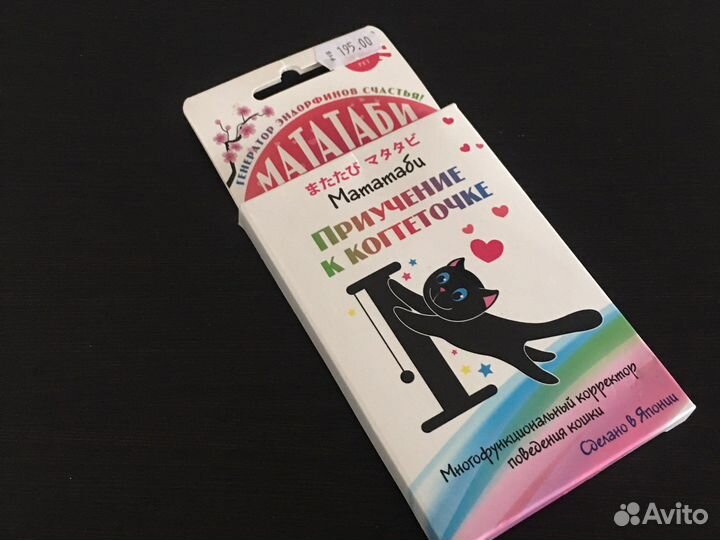 195.00
PET
ГЕНЕРАТОР ЭНДОРФИНОВ СЧАСТЬЯ!
МАТАТАБИ
またたび マタタビ
Мататаби
ПРИУЧЕНИЕ
К КОГТЕТОЧКЕ
Многофункциональный корректор
поведения кошки
Сделано в Японии
Avito